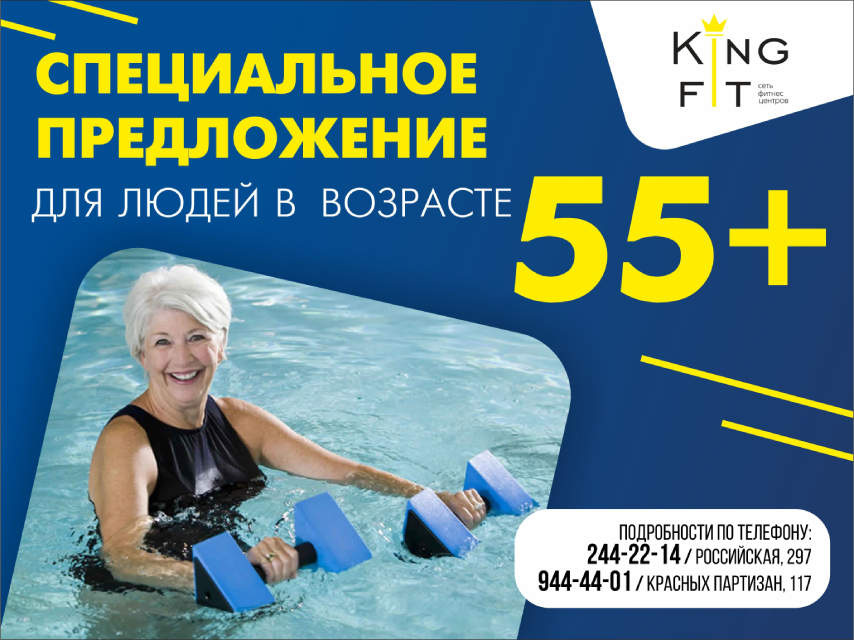 KING
FIT
сеть
фитнес
центров
СПЕЦИАЛЬНОЕ
ПРЕДЛОЖЕНИЕ
ДЛЯ ЛЮДЕЙ В ВОЗРАСТЕ
55+
ПОДРОБНОСТИ ПО ТЕЛЕФОНУ:
244-22-14 / РОССИЙСКАЯ, 297
944-44-01 / КРАСНЫХ ПАРТИЗАН, 117